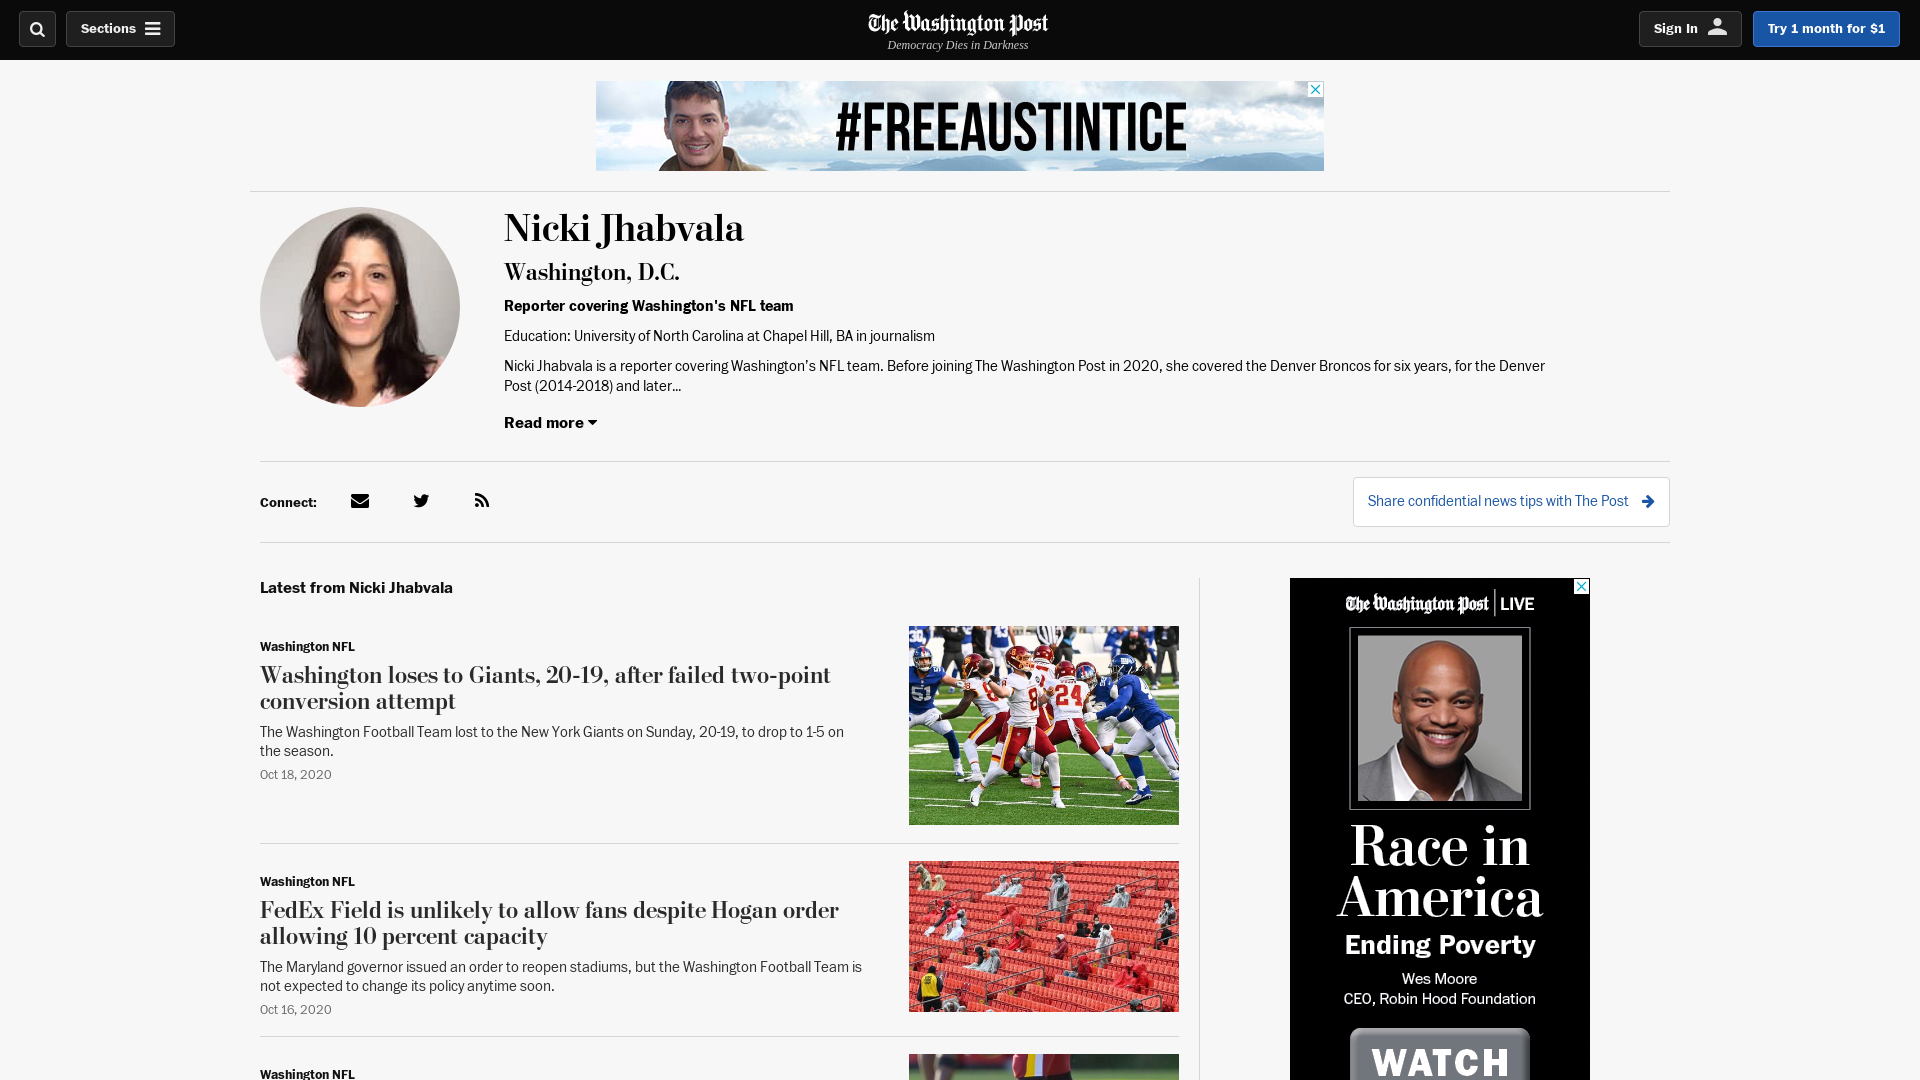 Sections
The Washington Post
Democracy Dies in Darkness
Sign In
Try 1 month for $1
#FREEAUSTINTICE
Nicki Jhabvala
Washington, D.C.
Reporter covering Washington's NFL team
Education: University of North Carolina at Chapel Hill, BA in journalism
Nicki Jhabvala is a reporter covering Washington’s NFL team. Before joining The Washington Post in 2020, she covered the Denver Broncos for six years, for the Denver
Post (2014-2018) and later...
Read more
Connect:
Share confidential news tips with The Post
Latest from Nicki Jhabvala
Washington NFL
Washington loses to Giants, 20-19, after failed two-point
conversion attempt
The Washington Football Team lost to the New York Giants on Sunday, 20-19, to drop to 1-5 on
the season.
Oct 18, 2020
51
8
24
Washington NFL
FedEx Field is unlikely to allow fans despite Hogan order
allowing 10 percent capacity
The Maryland governor issued an order to reopen stadiums, but the Washington Football Team is
not expected to change its policy anytime soon.
Oct 16, 2020
Washington NFL
The Washington Post LIVE
Race in
America
Ending Poverty
Wes Moore
CEO, Robin Hood Foundation
WATCH